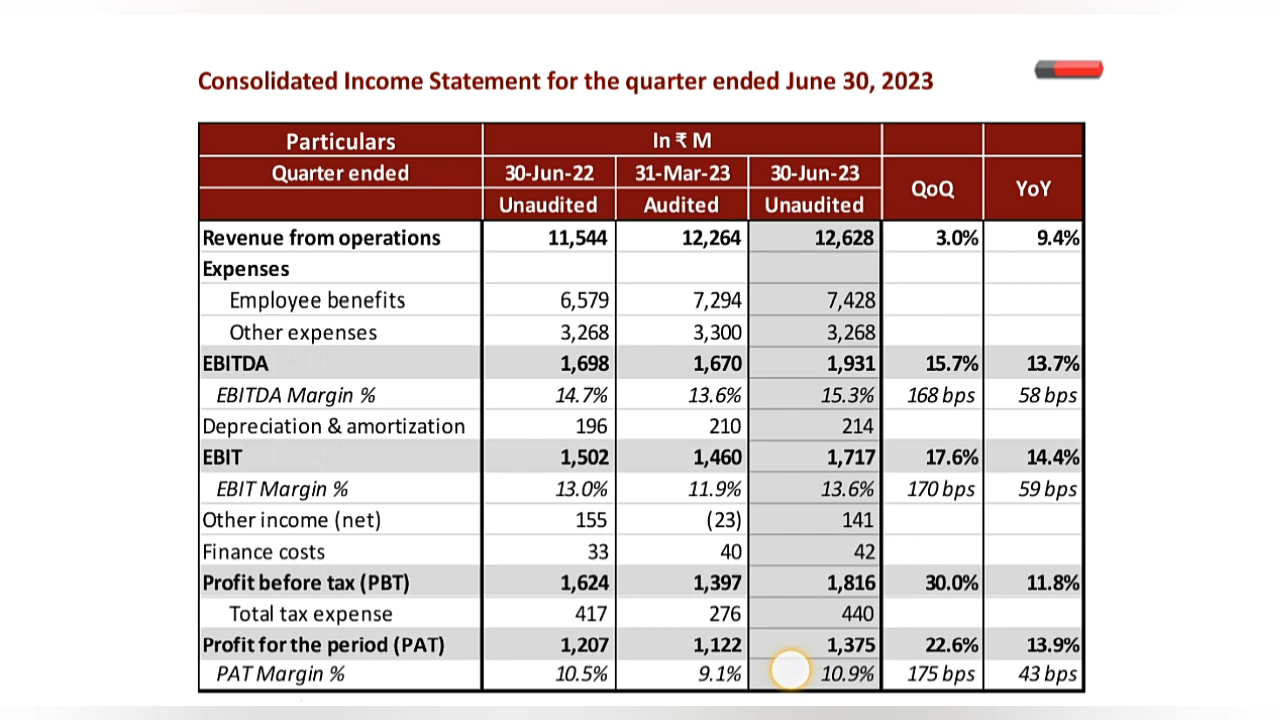 Consolidated Income Statement for the quarter ended June 30, 2023
Particulars In ₹ M
Quarter ended 30-Jun-22 31-Mar-23 30-Jun-23 QoQ YoY
Unaudited Audited Unaudited
Revenue from operations 11,544 12,264 12,628 3.0% 9.4%
Expenses
Employee benefits 6,579 7,294 7,428
Other expenses 3,268 3,300 3,268
EBITDA 1,698 1,670 1,931 15.7% 13.7%
EBITDA Margin % 14.7% 13.6% 15.3% 168 bps 58 bps
Depreciation & amortization 196 210 214
EBIT 1,502 1,460 1,717 17.6% 14.4%
EBIT Margin % 13.0% 11.9% 13.6% 170 bps 59 bps
Other income (net) 155 (23) 141
Finance costs 33 40 42
Profit before tax (PBT) 1,624 1,397 1,816 30.0% 11.8%
Total tax expense 417 276 440
Profit for the period (PAT) 1,207 1,122 1,375 22.6% 13.9%
PAT Margin % 10.5% 9.1% 10.9% 175 bps 43 bps